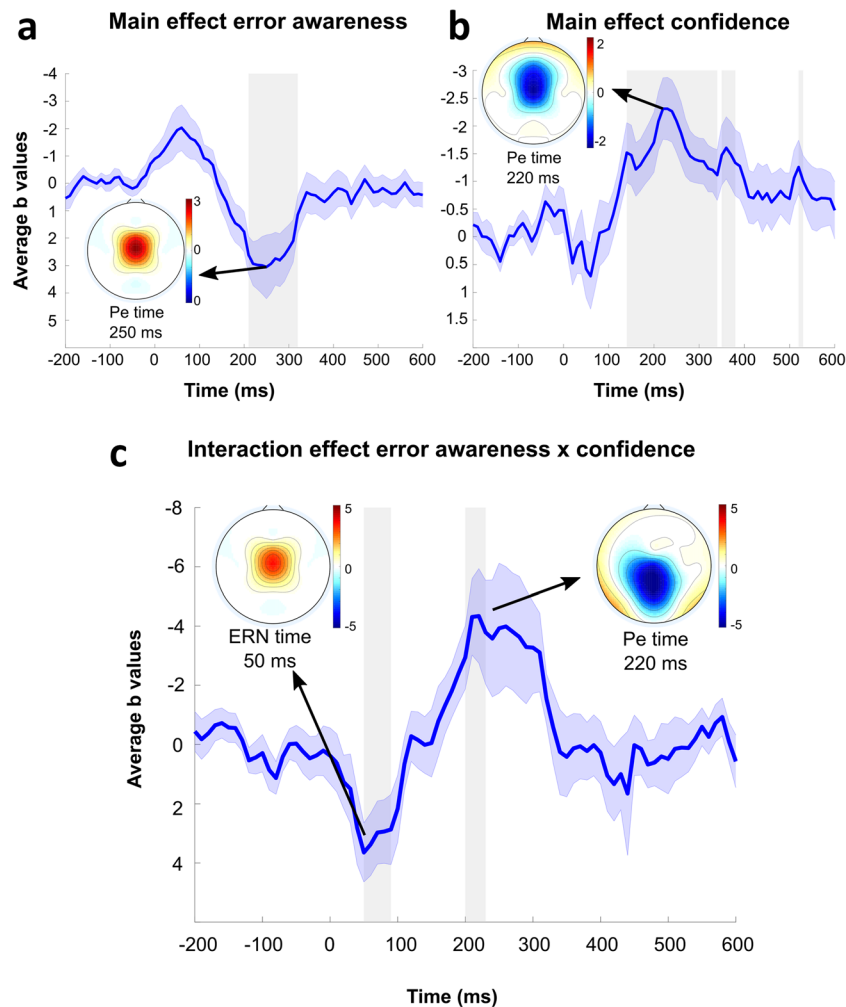 a
Main effect error awareness
-4
-3
-2
-1
0
1
2
3
4
5
6
Average b values
3
0
0
Pe time
250 ms
-200 -100 0 100 200 300 400 500 600
Time (ms)
b
Main effect confidence
-3
-2.5
-2
-1.5
-1
-0.5
0
0.5
1
1.5
2
0
-2
Pe time
220 ms
-200 -100 0 100 200 300 400 500 600
Time (ms)
c
Interaction effect error awareness x confidence
-8
-6
-4
-2
0
2
4
Average b values
5
0
-5
ERN time
50 ms
5
0
-5
Pe time
220 ms
-200 -100 0 100 200 300 400 500 600
Time (ms)